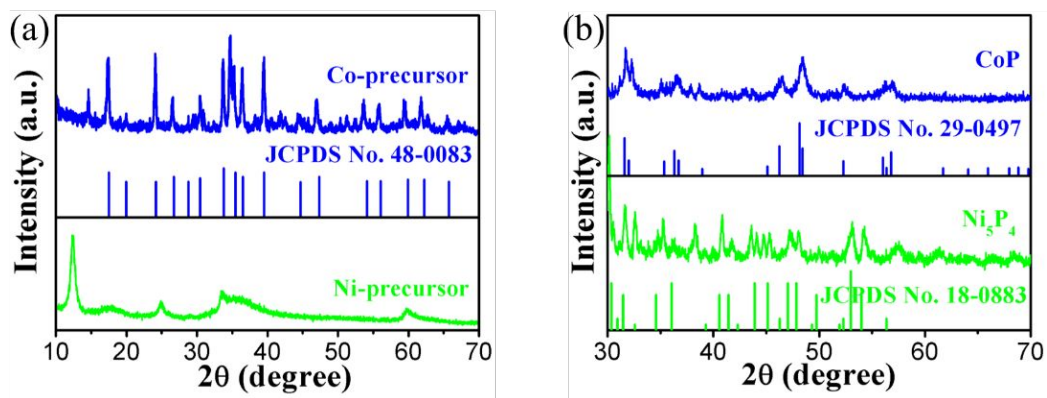 (a)
Intensity (a.u.)
Co-precursor
JCPDS No. 48-0083
Ni-precursor
10 20 30 40 50 60 70
2θ (degree)
(b)
Intensity (a.u.)
CoP
JCPDS No. 29-0497
Ni₅P₄
JCPDS No. 18-0883
30 40 50 60 70
2θ (degree)